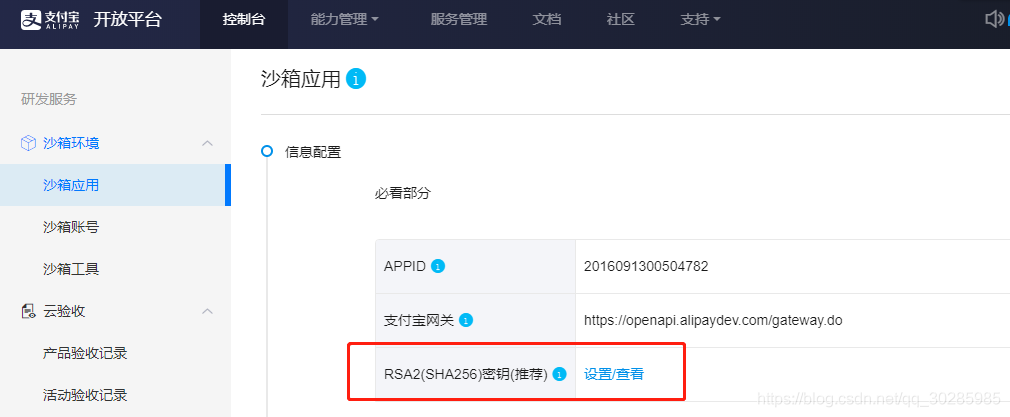 支付宝 ALIPAY 开放平台 控制台 能力管理 服务管理 文档 社区 支持
沙箱应用
研发服务
沙箱环境
信息配置
沙箱应用
必看部分
沙箱账号
沙箱工具
APPID 2016091300504782
云验收
支付宝网关 https://openapi.alipaydev.com/gateway.do
产品验收记录
RSA2(SHA256)密钥(推荐) 设置/查看
活动验收记录
https://blog.csdn.net/qq_30285985